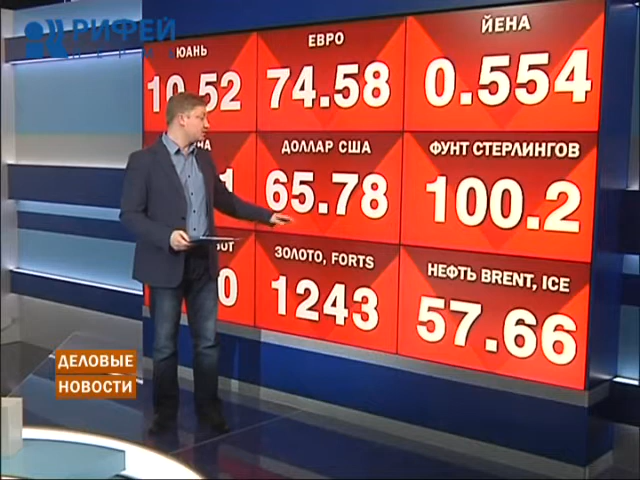 РИФЕЙ
ЮАНЬ
10.52
ЕВРО
74.58
ЙЕНА
0.554
ДОЛЛАР США
65.78
ФУНТ СТЕРЛИНГОВ
100.2
ЗОЛОТО, FORTS
1243
НЕФТЬ BRENT, ICE
57.66
ДЕЛОВЫЕ
НОВОСТИ